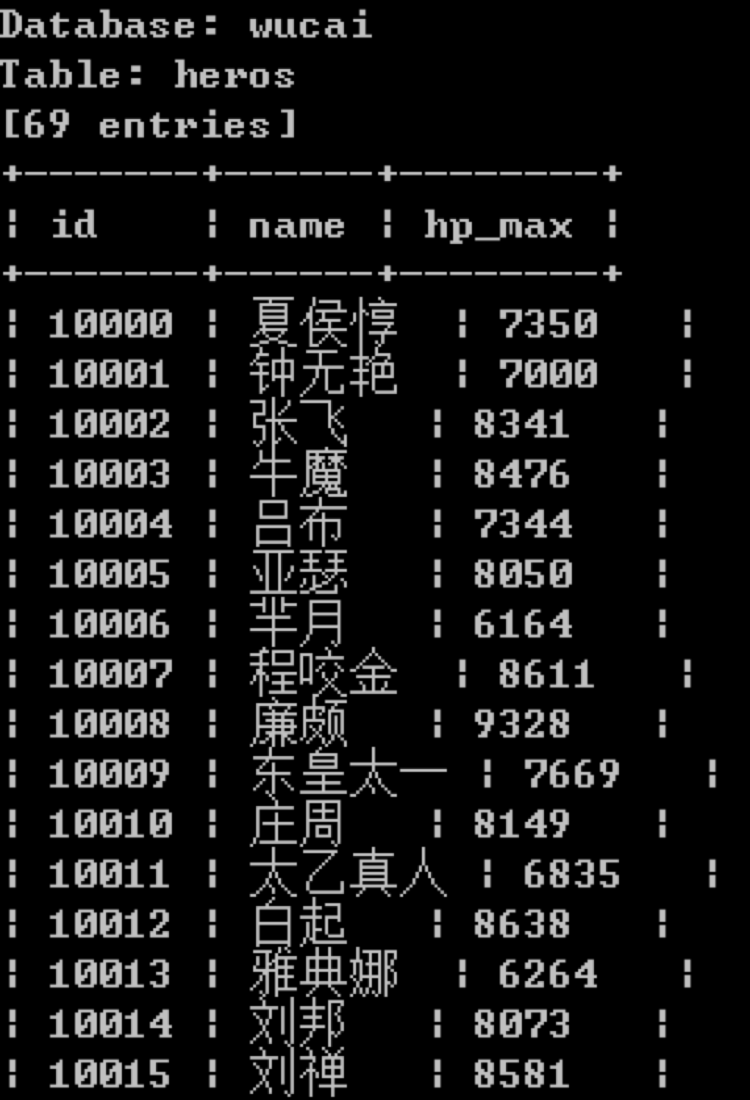 Database: wucai
Table: heros
[69 entries]
+-------+------+--------+
| id    | name | hp_max |
+-------+------+--------+
| 10000 | 夏侯惇  | 7350   |
| 10001 | 钟无艳  | 7000   |
| 10002 | 张飞   | 8341   |
| 10003 | 牛魔   | 8476   |
| 10004 | 吕布   | 7344   |
| 10005 | 亚瑟   | 8050   |
| 10006 | 芈月   | 6164   |
| 10007 | 程咬金  | 8611   |
| 10008 | 廉颇   | 9328   |
| 10009 | 东皇太一 | 7669   |
| 10010 | 庄周   | 8149   |
| 10011 | 太乙真人 | 6835   |
| 10012 | 白起   | 8638   |
| 10013 | 雅典娜  | 6264   |
| 10014 | 刘邦   | 8073   |
| 10015 | 刘禅   | 8581   |